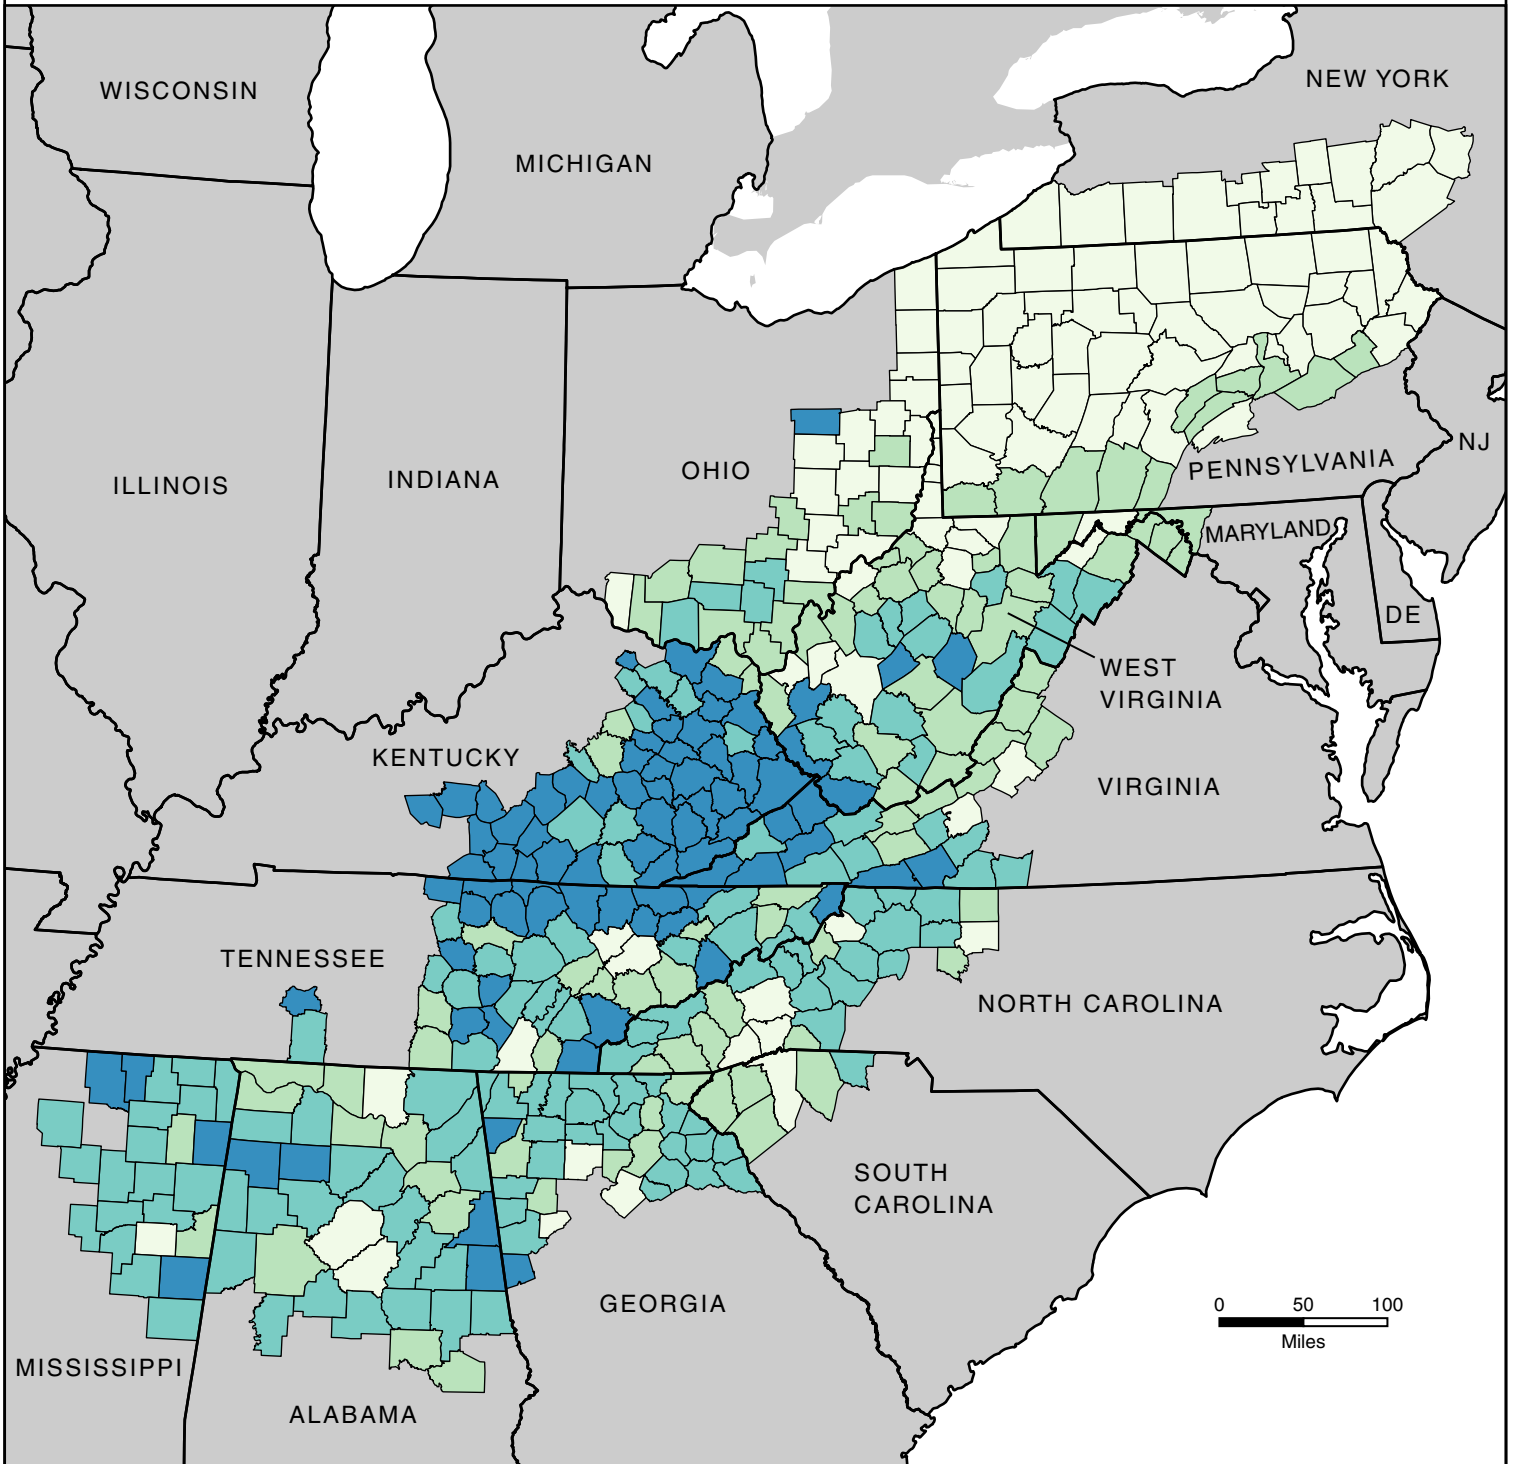 WISCONSIN
MICHIGAN
NEW YORK
ILLINOIS
INDIANA
OHIO
PENNSYLVANIA
NJ
MARYLAND
DE
WEST
VIRGINIA
KENTUCKY
VIRGINIA
TENNESSEE
NORTH CAROLINA
SOUTH
CAROLINA
GEORGIA
MISSISSIPPI
ALABAMA
0 50 100
Miles